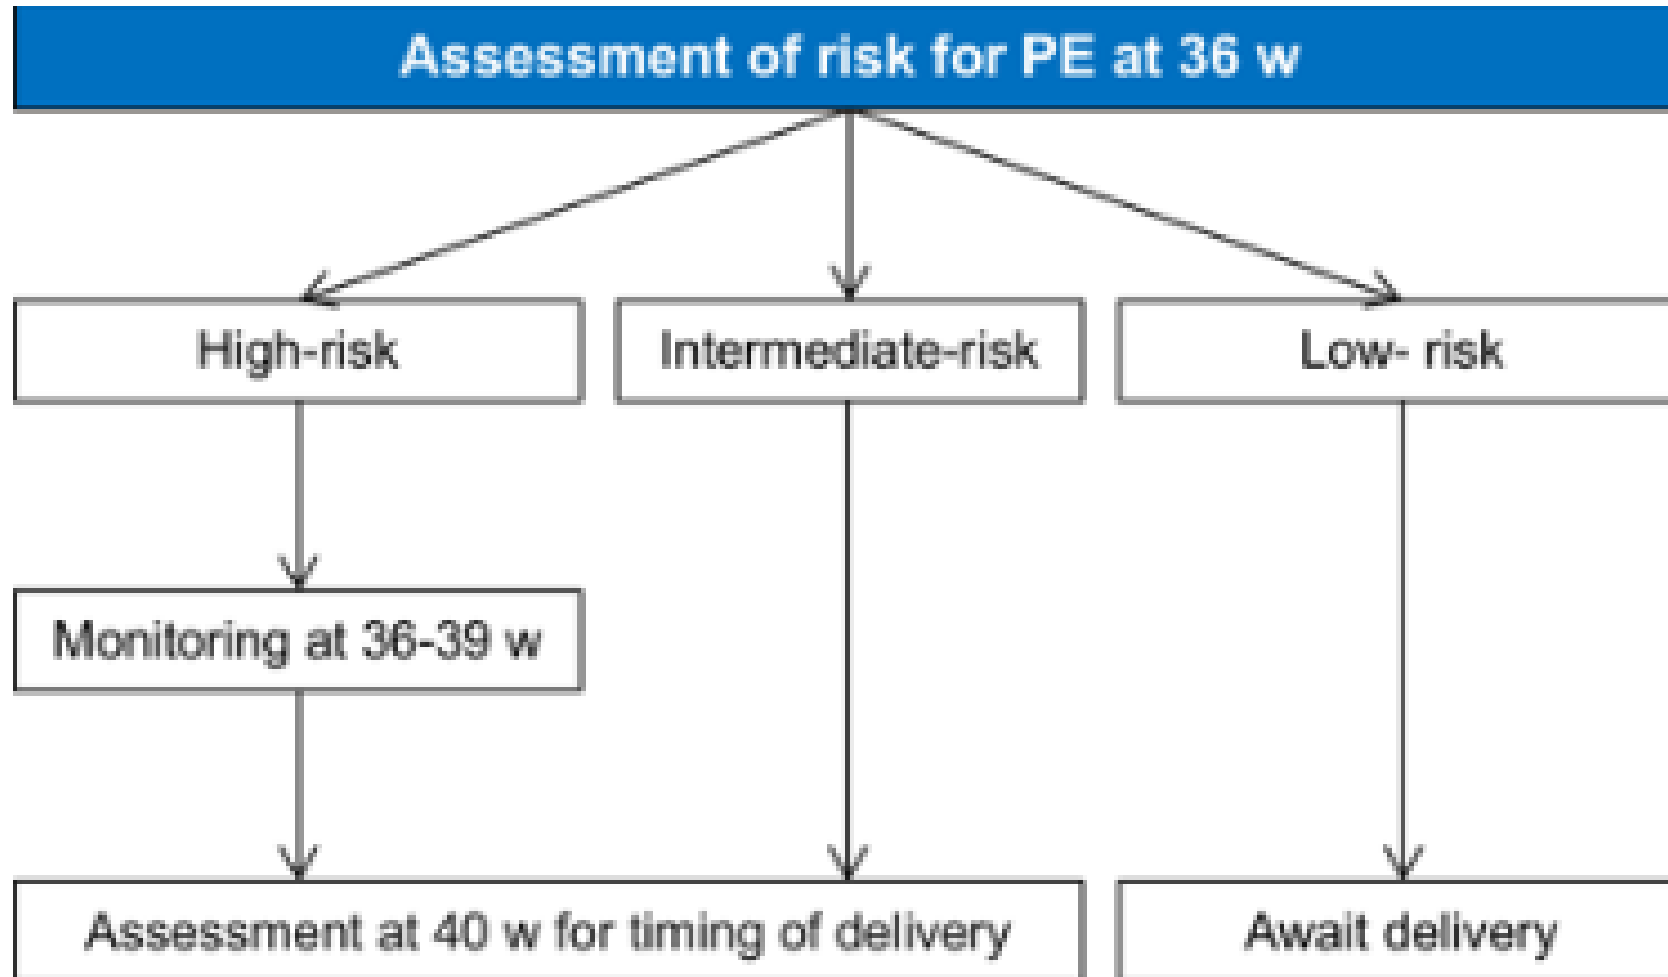 Assessment of risk for PE at 36 w
High-risk
Intermediate-risk
Low- risk
Monitoring at 36-39 w
Assessment at 40 w for timing of delivery
Await delivery